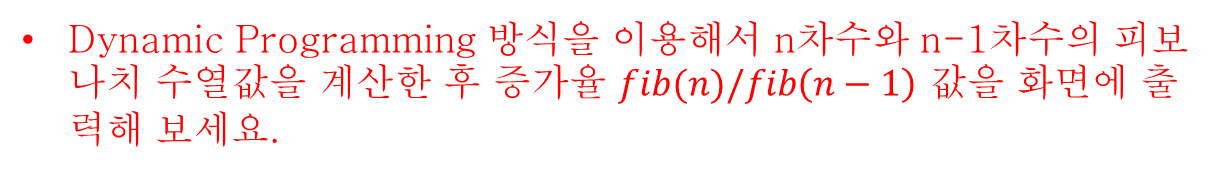 • Dynamic Programming 방식을 이용해서 n차수와 n-1차수의 피보
나치 수열값을 계산한 후 증가율 fib(n)/fib(n − 1) 값을 화면에 출
력해 보세요.